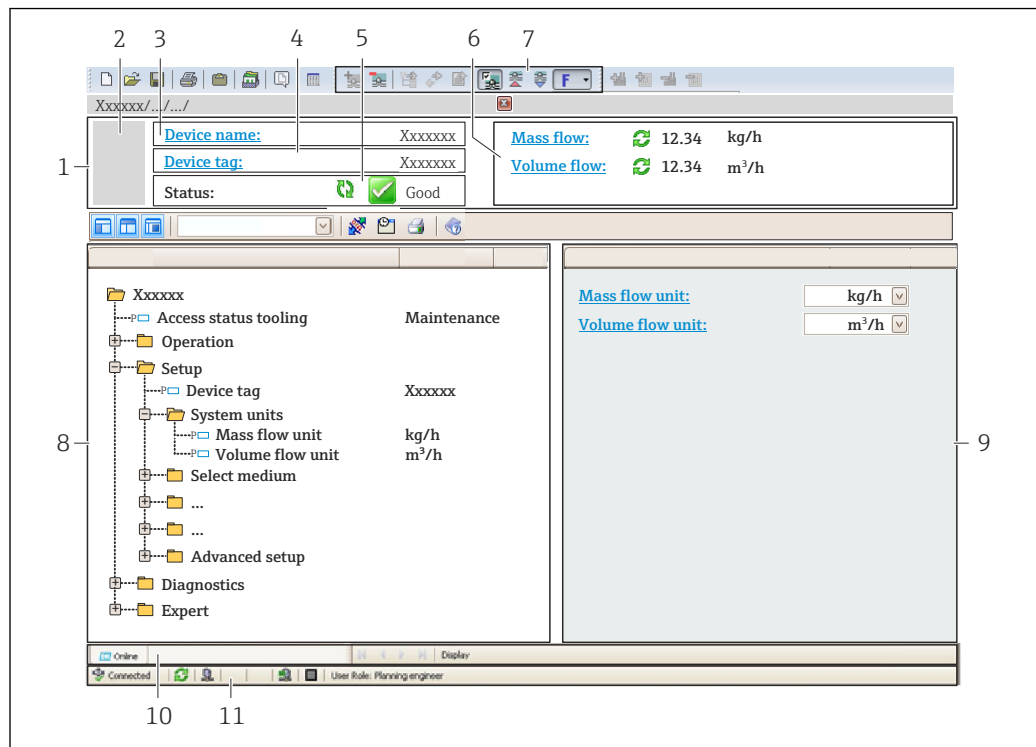 2 3 4 5 6 7
F
Xxxxxx/.../.../
1
Device name: Xxxxxxx
Device tag: Xxxxxxx
Status: Good
Mass flow: 12.34 kg/h
Volume flow: 12.34 m³/h
8
Xxxxxx
P Access status tooling Maintenance
Operation
Setup
P Device tag Xxxxxx
System units
P Mass flow unit kg/h
P Volume flow unit m³/h
Select medium
...
...
Advanced setup
Diagnostics
Expert
Mass flow unit: kg/h
Volume flow unit: m³/h
9
Online Display
Connected User Role: Planning engineer
10 11